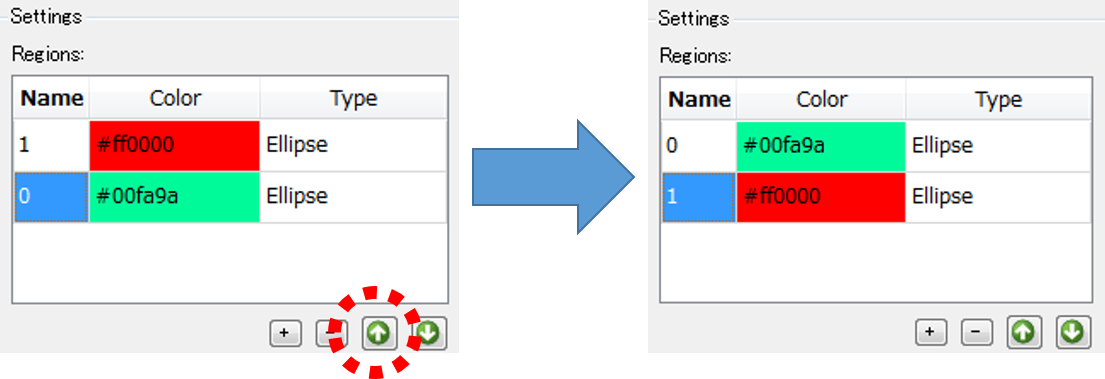 Settings
Regions:
Name Color Type
1 #ff0000 Ellipse
0 #00fa9a Ellipse
+ −
Settings
Regions:
Name Color Type
0 #00fa9a Ellipse
1 #ff0000 Ellipse
+ −